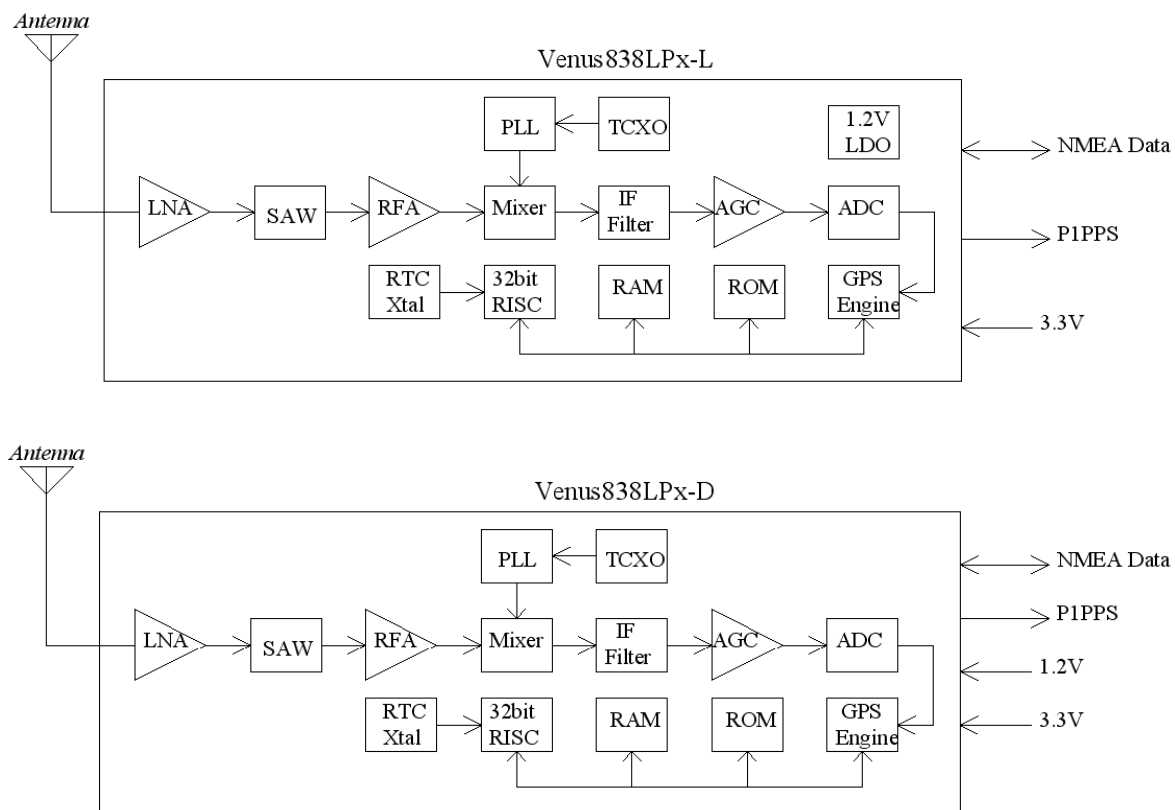 Antenna
Venus838LPx-L
PLL
TCXO
1.2V
LDO
NMEA Data
LNA
SAW
RFA
Mixer
IF
Filter
AGC
ADC
P1PPS
RTC
Xtal
32bit
RISC
RAM
ROM
GPS
Engine
3.3V
Antenna
Venus838LPx-D
PLL
TCXO
NMEA Data
P1PPS
LNA
SAW
RFA
Mixer
IF
Filter
AGC
ADC
1.2V
RTC
Xtal
32bit
RISC
RAM
ROM
GPS
Engine
3.3V